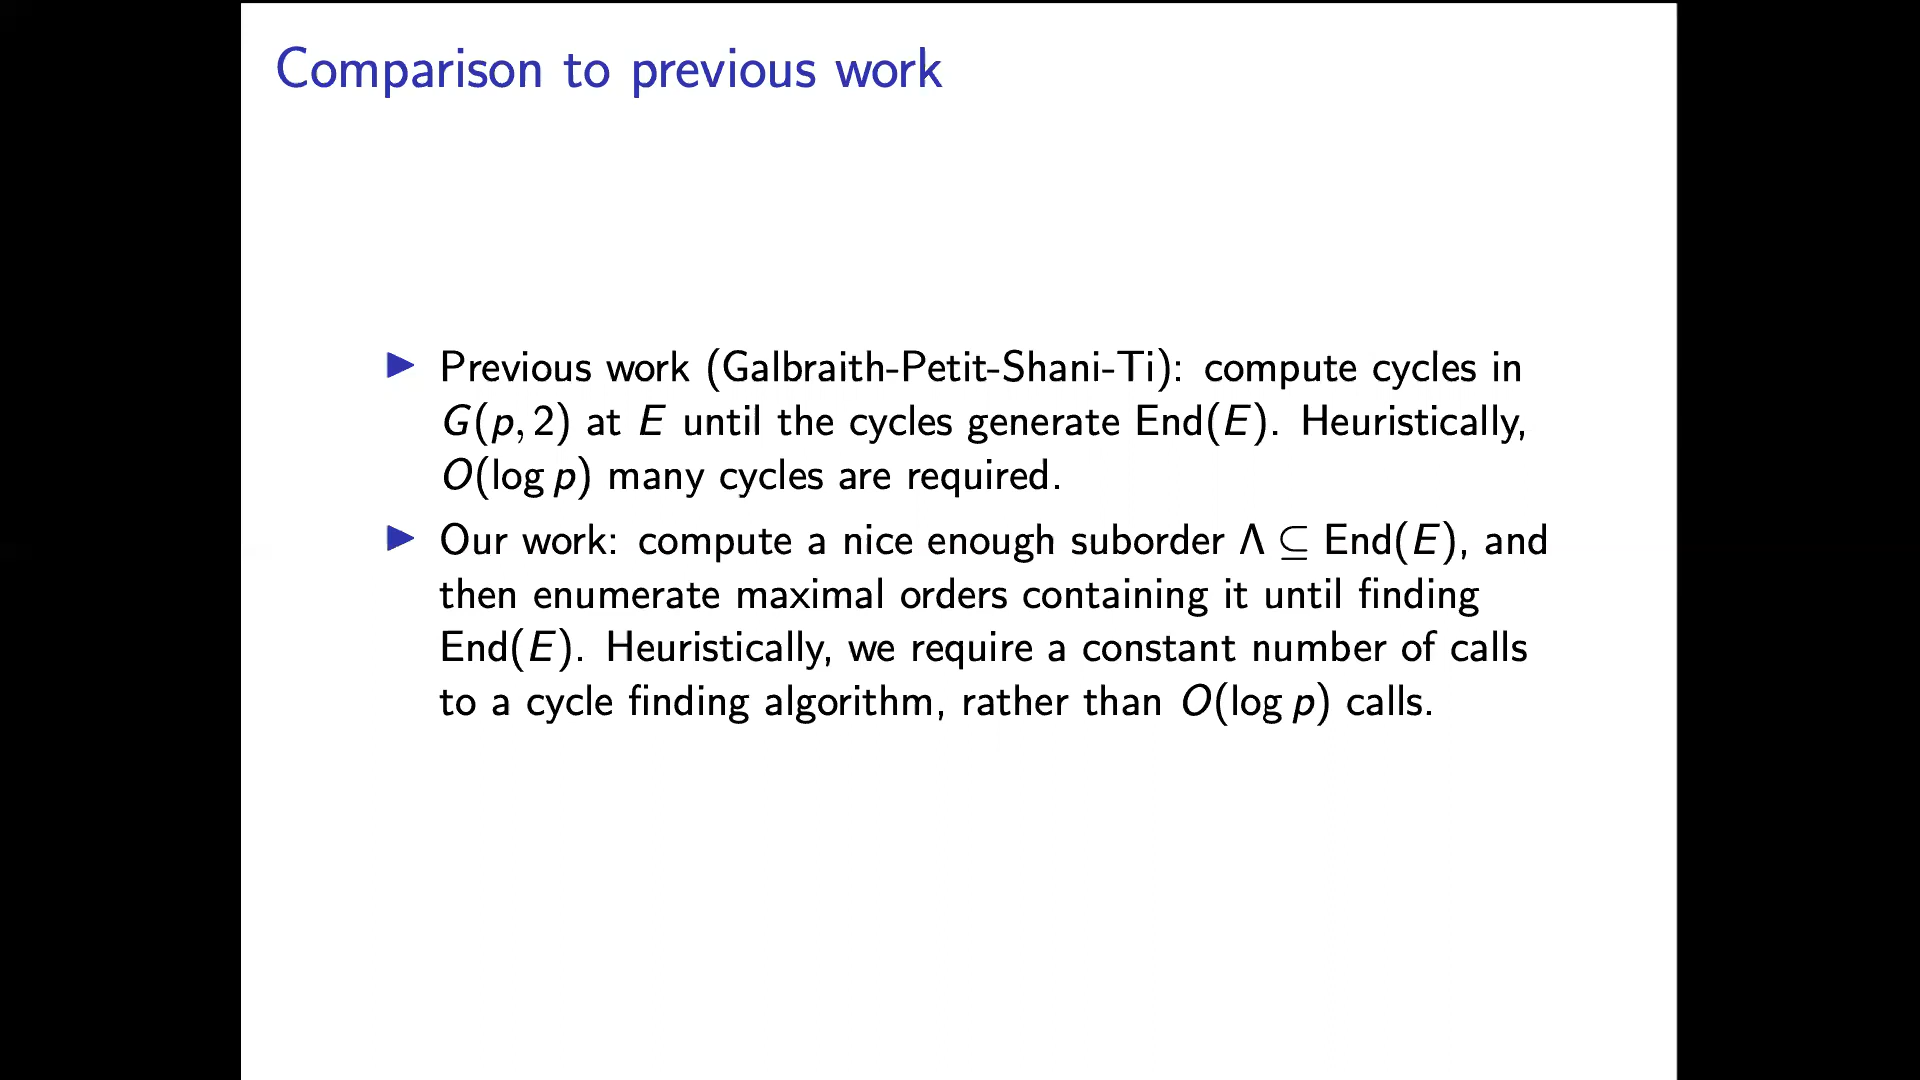 Comparison to previous work
▶ Previous work (Galbraith-Petit-Shani-Ti): compute cycles in
G(p, 2) at E until the cycles generate End(E). Heuristically,
O(log p) many cycles are required.
▶ Our work: compute a nice enough suborder Λ ⊆ End(E), and
then enumerate maximal orders containing it until finding
End(E). Heuristically, we require a constant number of calls
to a cycle finding algorithm, rather than O(log p) calls.